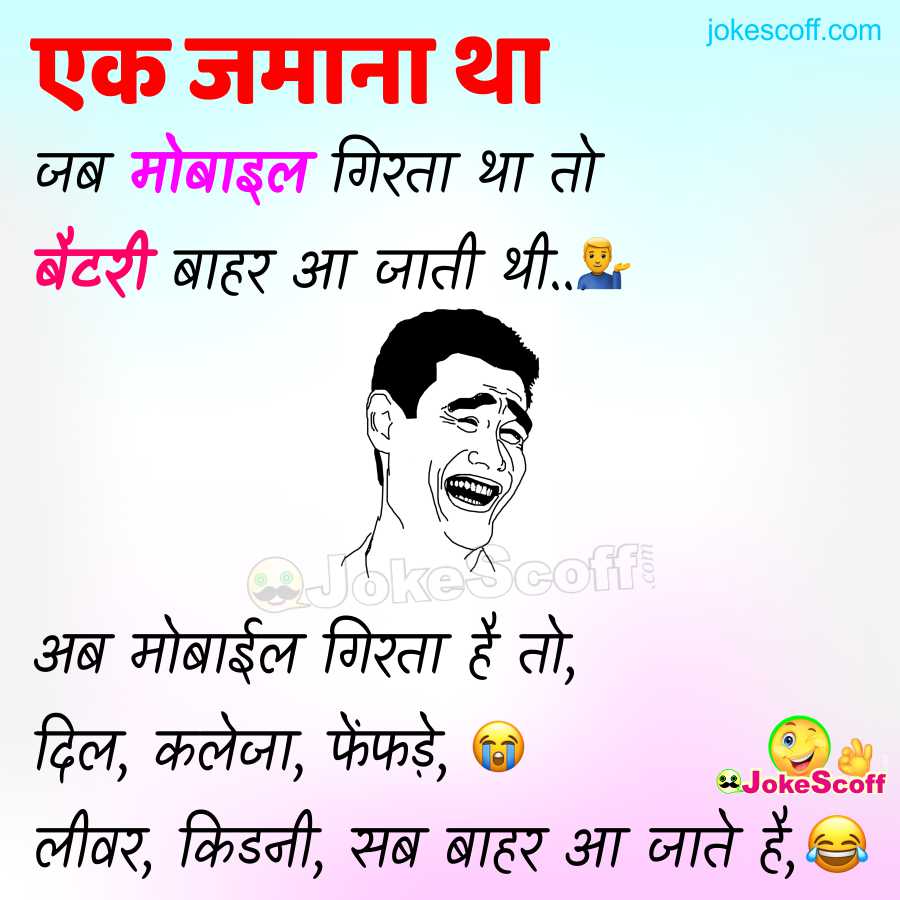 jokescoff.com
एक जमाना था
जब मोबाइल गिरता था तो
बैटरी बाहर आ जाती थी..
JokeScoff.com
अब मोबाईल गिरता है तो,
दिल, कलेजा, फेंफड़े,
JokeScoff
लीवर, किडनी, सब बाहर आ जाते है,